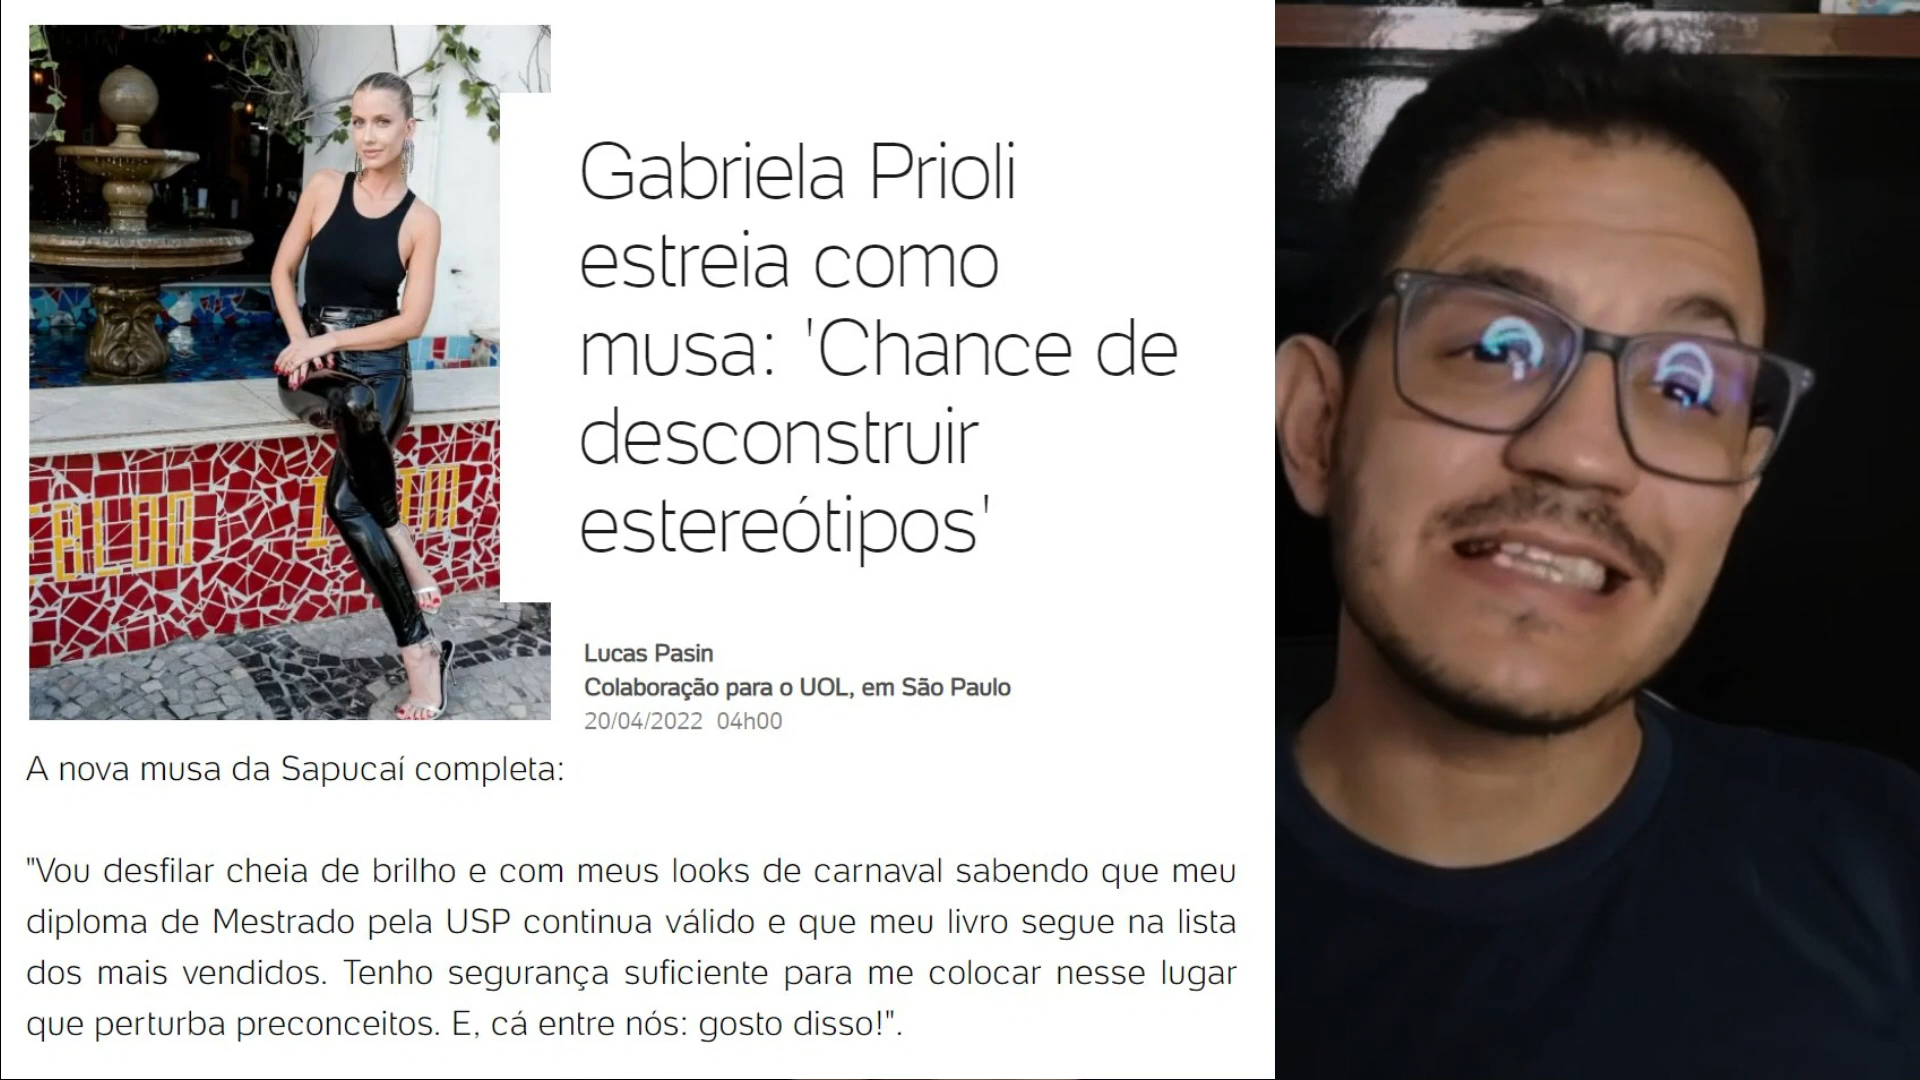 Gabriela Prioli
estreia como
musa: 'Chance de
desconstruir
estereótipos'
Lucas Pasin
Colaboração para o UOL, em São Paulo
20/04/2022 04h00
A nova musa da Sapucaí completa:
"Vou desfilar cheia de brilho e com meus looks de carnaval sabendo que meu
diploma de Mestrado pela USP continua válido e que meu livro segue na lista
dos mais vendidos. Tenho segurança suficiente para me colocar nesse lugar
que perturba preconceitos. E, cá entre nós: gosto disso!".